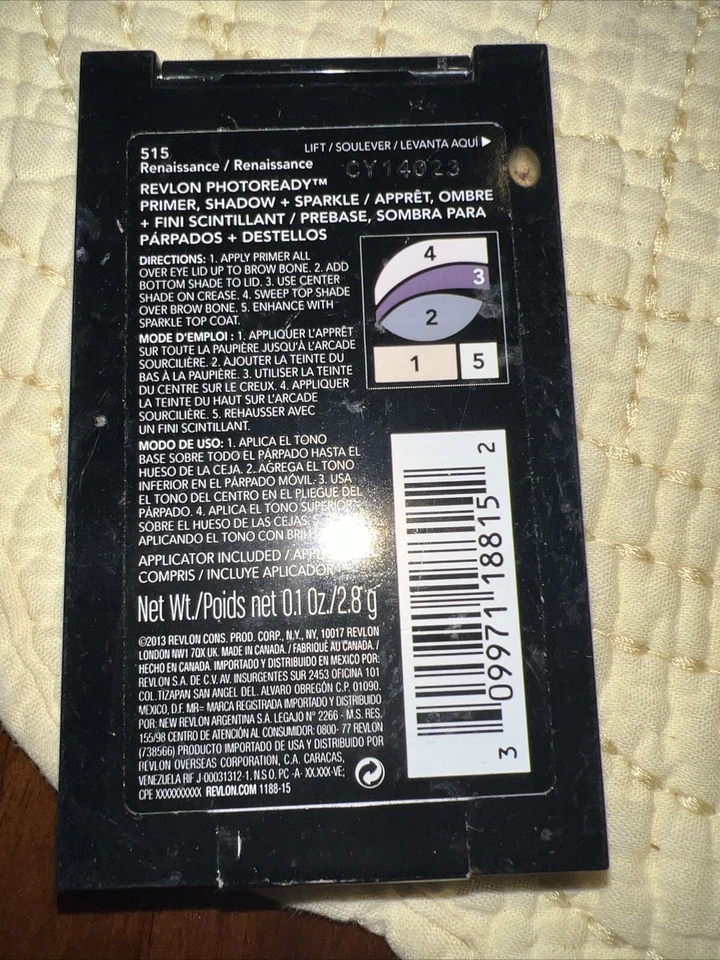 515
Renaissance / Renaissance
LIFT / SOULEVER / LEVANTA AQUÍ
CY14023
REVLON PHOTOREADY™
PRIMER, SHADOW + SPARKLE / APPRÊT, OMBRE
+ FINI SCINTILLANT / PREBASE, SOMBRA PARA
PÁRPADOS + DESTELLOS
DIRECTIONS: 1. APPLY PRIMER ALL
OVER EYE LID UP TO BROW BONE. 2. ADD
BOTTOM SHADE TO LID. 3. USE CENTER
SHADE ON CREASE. 4. SWEEP TOP SHADE
OVER BROW BONE. 5. ENHANCE WITH
SPARKLE TOP COAT.
MODE D'EMPLOI : 1. APPLIQUER L'APPRÊT
SUR TOUTE LA PAUPIÈRE JUSQU'À L'ARCADE
SOURCILIÈRE. 2. AJOUTER LA TEINTE DU
BAS À LA PAUPIÈRE. 3. UTILISER LA TEINTE
DU CENTRE SUR LE CREUX. 4. APPLIQUER
LA TEINTE DU HAUT SUR L'ARCADE
SOURCILIÈRE. 5. REHAUSSER AVEC
UN FINI SCINTILLANT.
MODO DE USO: 1. APLICA EL TONO
BASE SOBRE TODO EL PÁRPADO HASTA EL
HUESO DE LA CEJA. 2. AGREGA EL TONO
INFERIOR EN EL PÁRPADO MÓVIL. 3. USA
EL TONO DEL CENTRO EN EL PLIEGUE DEL
PÁRPADO. 4. APLICA EL TONO SUPERIOR
SOBRE EL HUESO DE LAS CEJAS. 5.
APLICANDO EL TONO CON
APPLICATOR INCLUDED /
COMPRIS / INCLUYE APLICADOR
Net Wt./Poids net 0.1 Oz./2.8 g
©2013 REVLON CONS. PROD. CORP., N.Y., NY, 10017 REVLON
LONDON NW1 7QX UK. MADE IN CANADA. / FABRIQUÉ AU CANADA. /
HECHO EN CANADA. IMPORTADO Y DISTRIBUIDO EN MÉXICO POR:
REVLON S.A. DE C.V. AV. INSURGENTES SUR 2453 OFICINA 101
COL. TIZAPAN SAN ANGEL DEL. ALVARO OBREGÓN C.P. 01090.
MEXICO, D.F. MR= MARCA REGISTRADA IMPORTADO Y DISTRIBUIDO
POR: NEW REVLON ARGENTINA S.A. LEGAJO N° 2266 - M.S. RES.
155/98 CENTRO DE ATENCIÓN AL CONSUMIDOR: 0800- 77 REVLON
(738566) PRODUCTO IMPORTADO DE USA Y DISTRIBUIDO POR
REVLON OVERSEAS CORPORATION, C.A. CARACAS,
VENEZUELA RIF J-00031312-1. N.S O. PC -A- XX.XXX-VE;
CPE XXXXXXXXXX REVLON.COM 1188-15
4
3
2
1
5
3 09971 18815 2